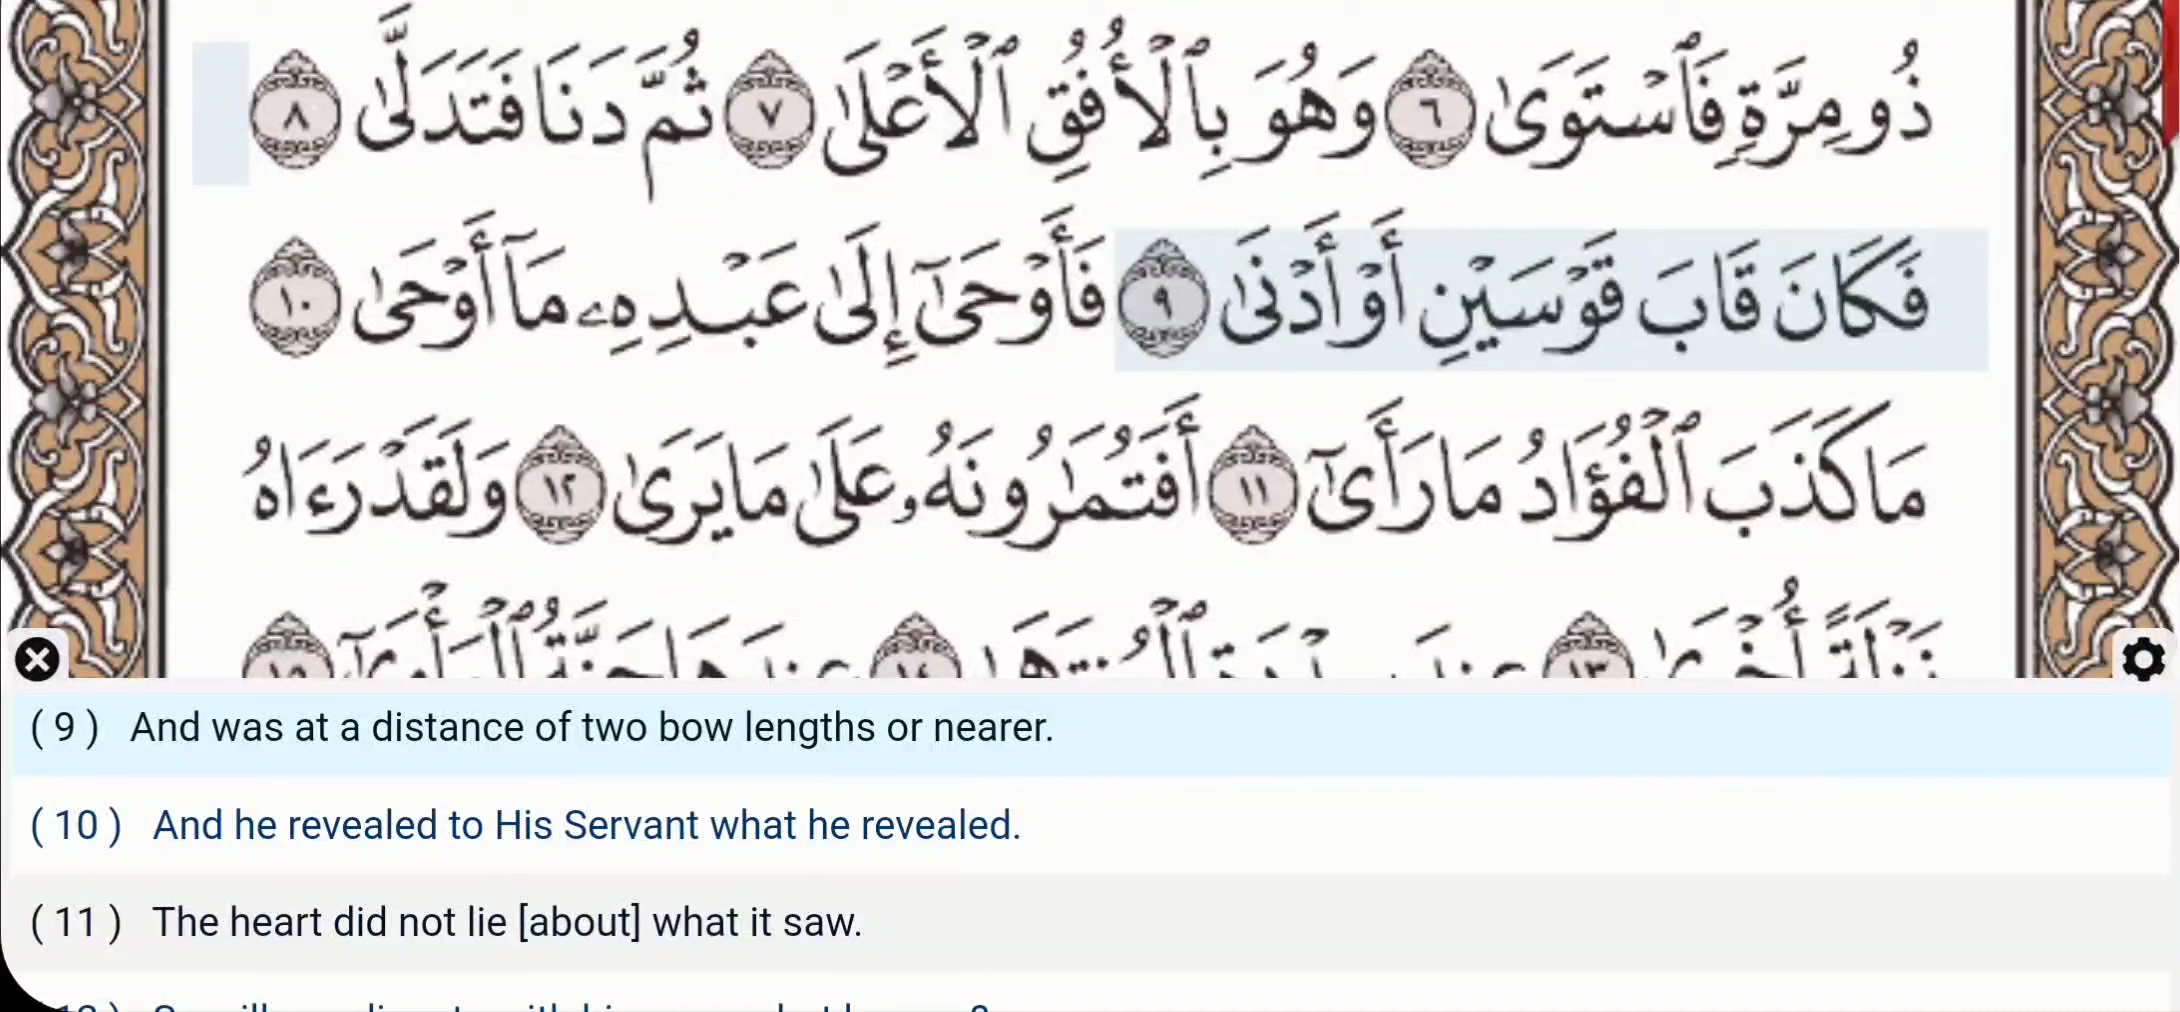 ذُو مِرَّةٍ فَٱسْتَوَىٰ ٦ وَهُوَ بِٱلْأُفُقِ ٱلْأَعْلَىٰ ٧ ثُمَّ دَنَا فَتَدَلَّىٰ ٨
فَكَانَ قَابَ قَوْسَيْنِ أَوْ أَدْنَىٰ ٩ فَأَوْحَىٰٓ إِلَىٰ عَبْدِهِۦ مَآ أَوْحَىٰ ١٠
مَا كَذَبَ ٱلْفُؤَادُ مَا رَأَىٰٓ ١١ أَفَتُمَٰرُونَهُۥ عَلَىٰ مَا يَرَىٰ ١٢ وَلَقَدْ رَءَاهُ
( 9 ) And was at a distance of two bow lengths or nearer.
( 10 ) And he revealed to His Servant what he revealed.
( 11 ) The heart did not lie [about] what it saw.